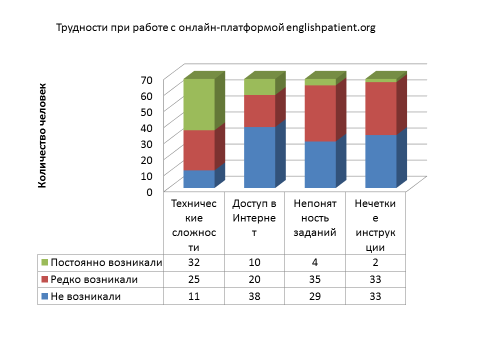 Трудности при работе с онлайн-платформой englishpatient.org
Количество человек
70
60
50
40
30
20
10
0
Техничес
кие
сложнос
ти
Доступ в
Интерне
т
Непонят
ность
заданий
Нечетки
е
инстру
кции
Постоянно возникали 32 10 4 2
Редко возникали 25 20 35 33
Не возникали 11 38 29 33